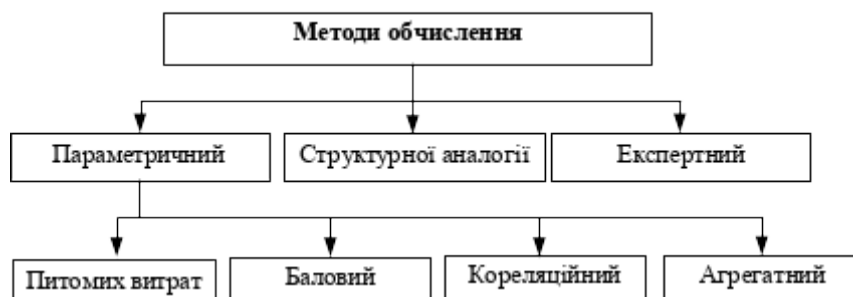 Методи обчислення
Параметричний
Структурної аналогії
Експертний
Питомих витрат
Баловий
Кореляційний
Агрегатний